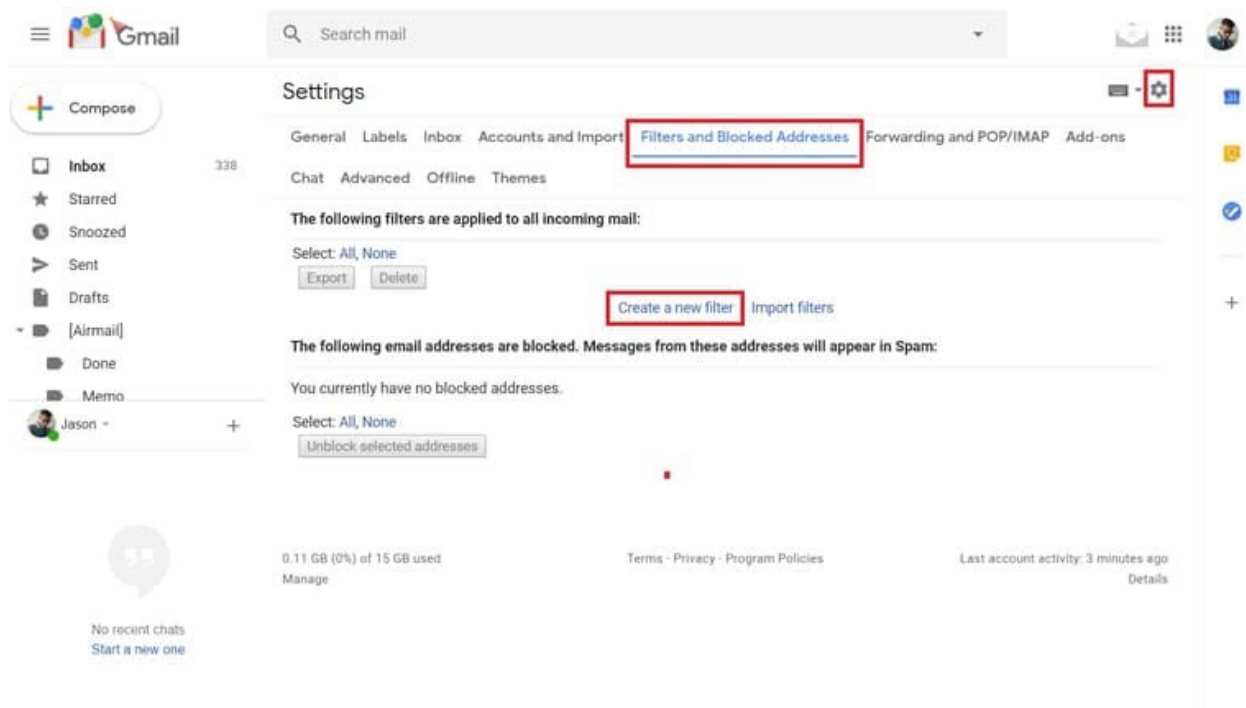 Gmail
Search mail
Compose
Inbox 338
Starred
Snoozed
Sent
Drafts
[Airmail]
Done
Memo
Jason
No recent chats
Start a new one
Settings
General Labels Inbox Accounts and Import Filters and Blocked Addresses Forwarding and POP/IMAP Add-ons
Chat Advanced Offline Themes
The following filters are applied to all incoming mail:
Select: All, None
Export Delete
Create a new filter Import filters
The following email addresses are blocked. Messages from these addresses will appear in Spam:
You currently have no blocked addresses.
Select: All, None
Unblock selected addresses
0.11 GB (0%) of 15 GB used
Manage
Terms - Privacy - Program Policies
Last account activity: 3 minutes ago
Details
31